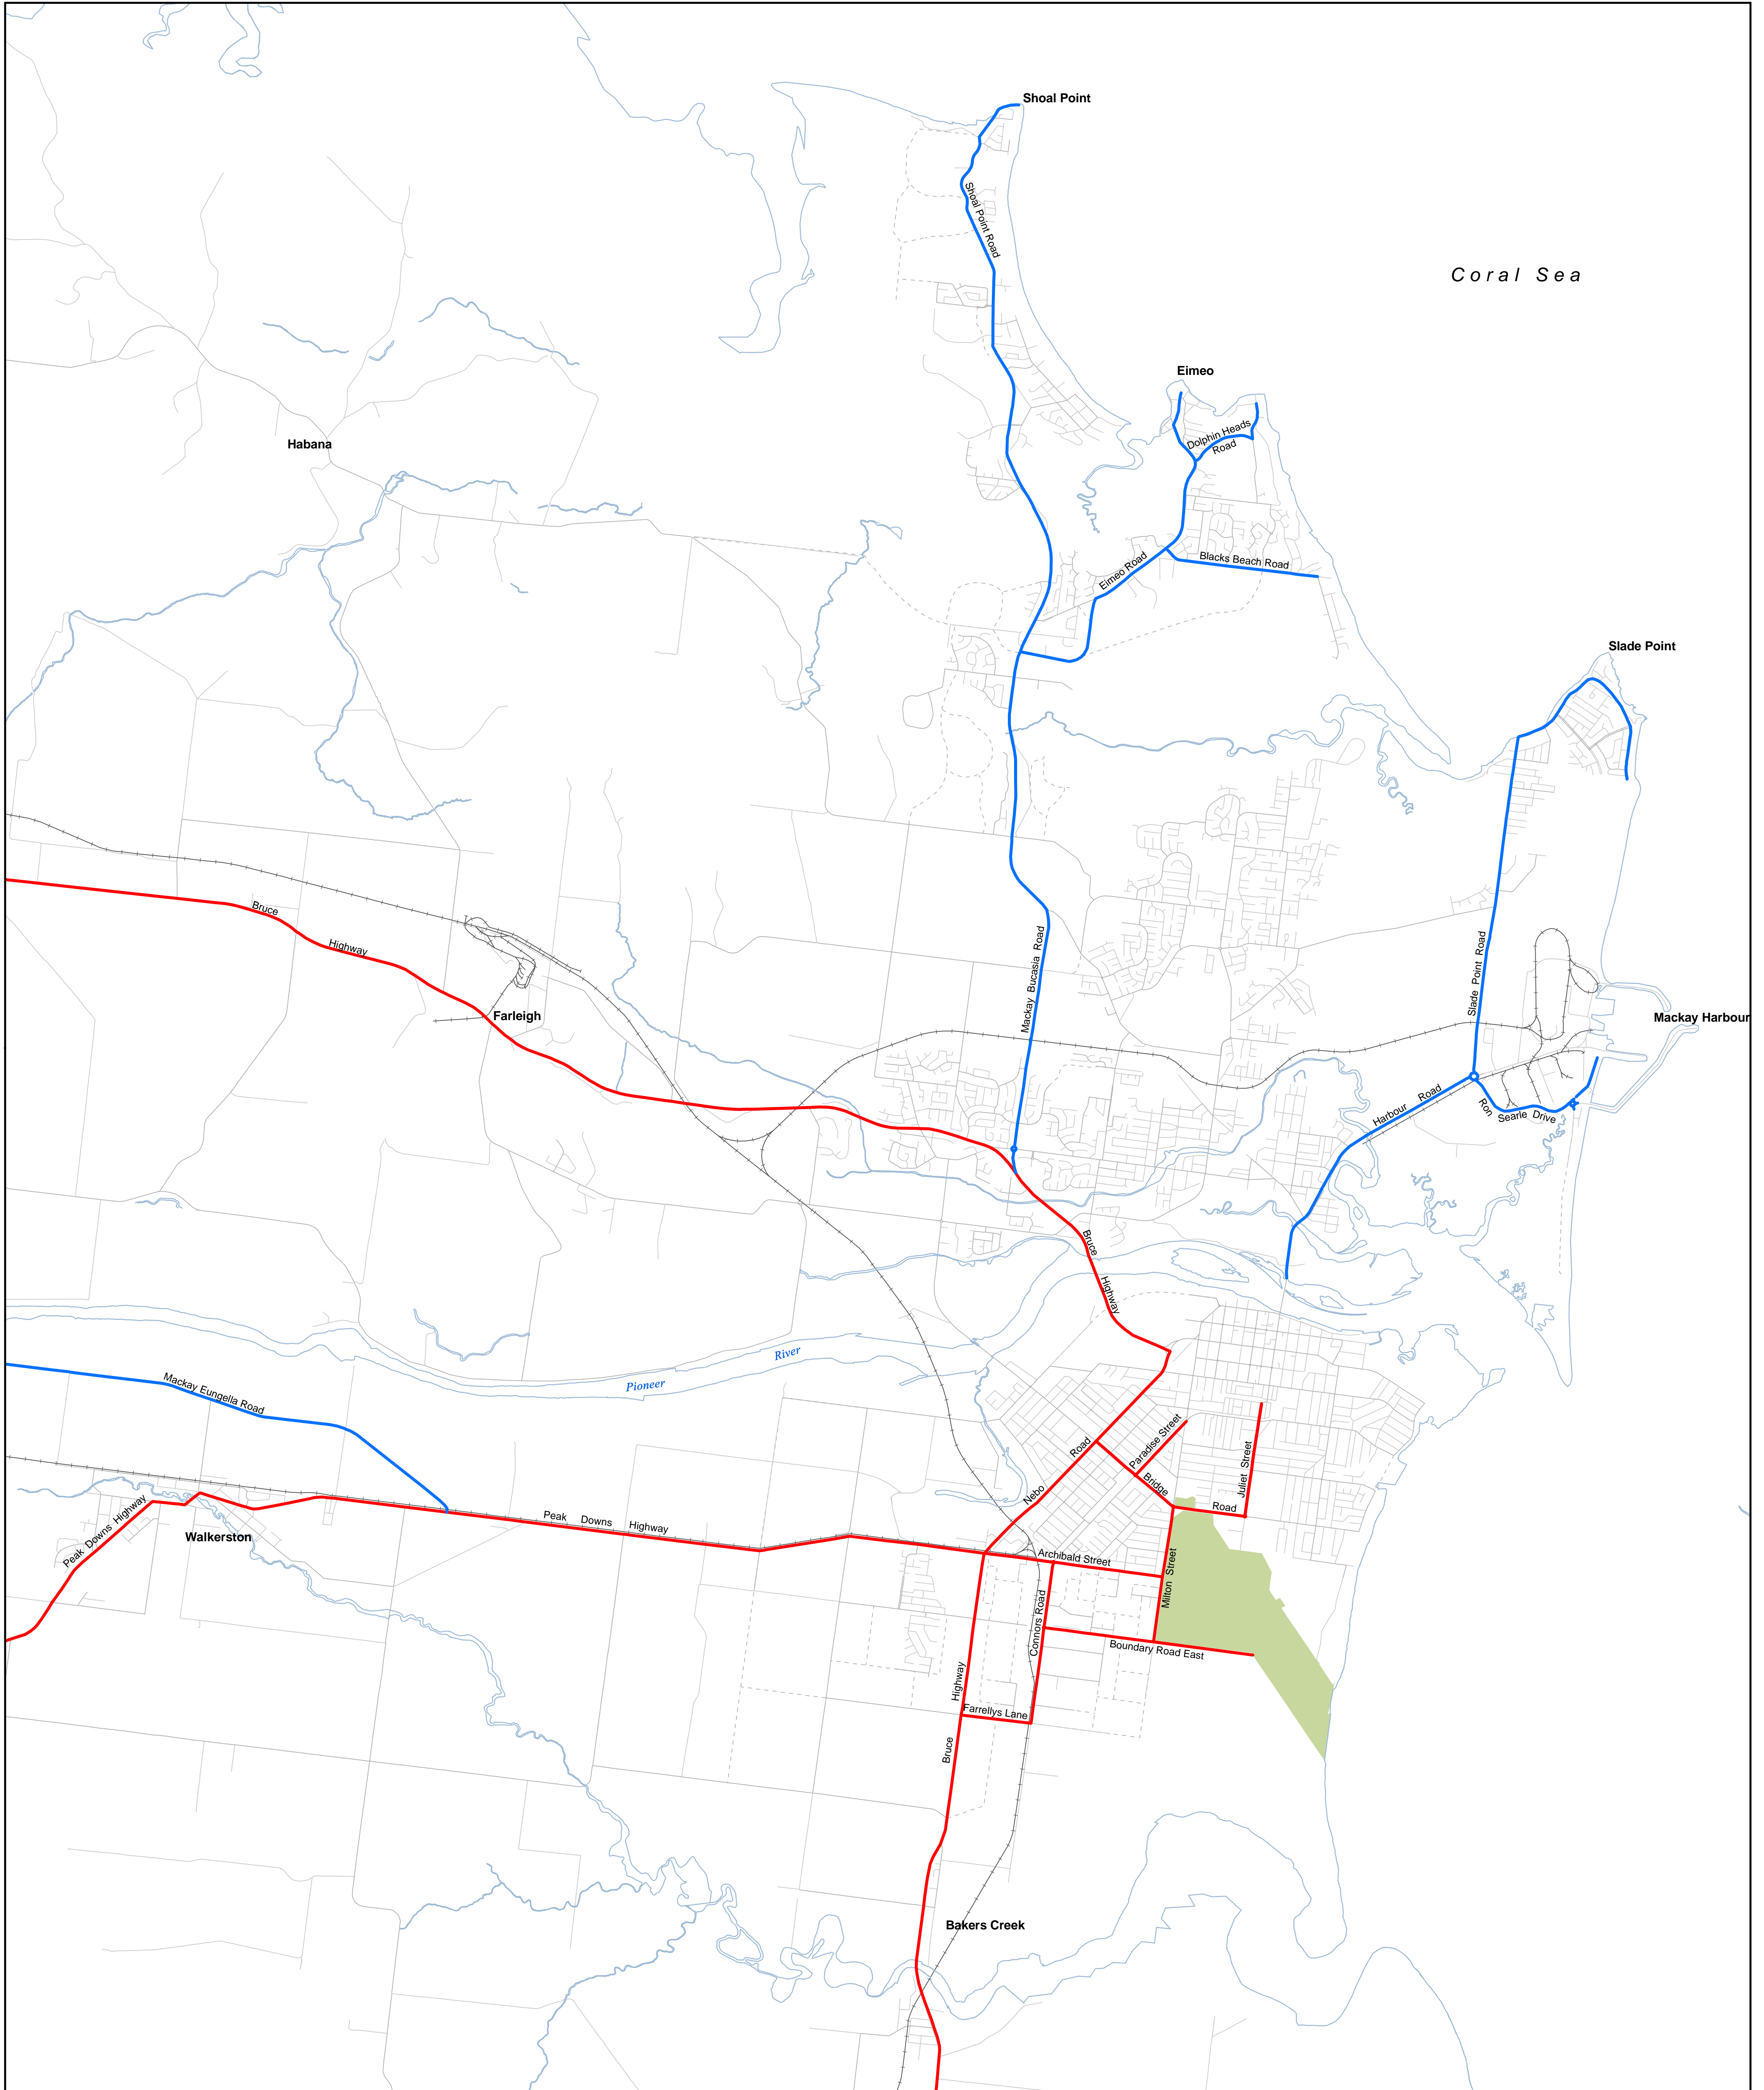 Shoal Point
Shoal Point Road
Coral Sea
Eimeo
Dolphin Heads
Road
Habana
Eimeo Road
Blacks Beach Road
Slade Point
Bruce
Highway
Mackay Bucasia Road
Slade Point Road
Farleigh
Mackay Harbour
Harbour Road
Ron
Searle Drive
Bruce
Highway
River
Pioneer
Mackay Eungella Road
Paradise Street
Road
Juliet Street
Bridge
Nebo
Road
Peak Downs Highway
Peak Downs Highway
Walkerston
Archibald Street
Milton Street
Connors Road
Boundary Road East
Highway
Farrellys Lane
Bruce
Bakers Creek